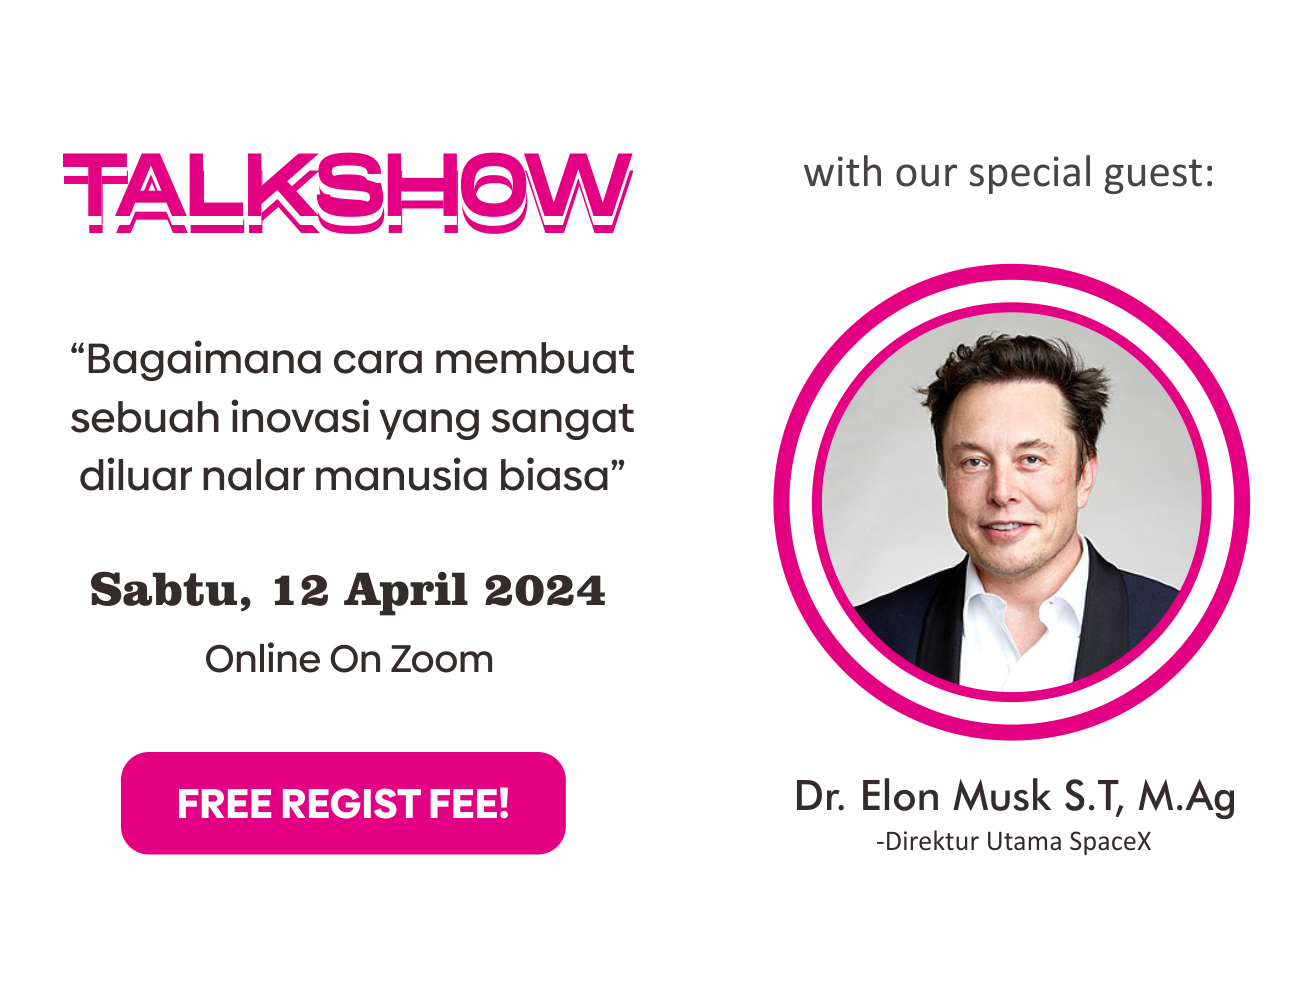 TALKSHOW
“Bagaimana cara membuat
sebuah inovasi yang sangat
diluar nalar manusia biasa”
Sabtu, 12 April 2024
Online On Zoom
FREE REGIST FEE!
with our special guest:
Dr. Elon Musk S.T, M.Ag
-Direktur Utama SpaceX